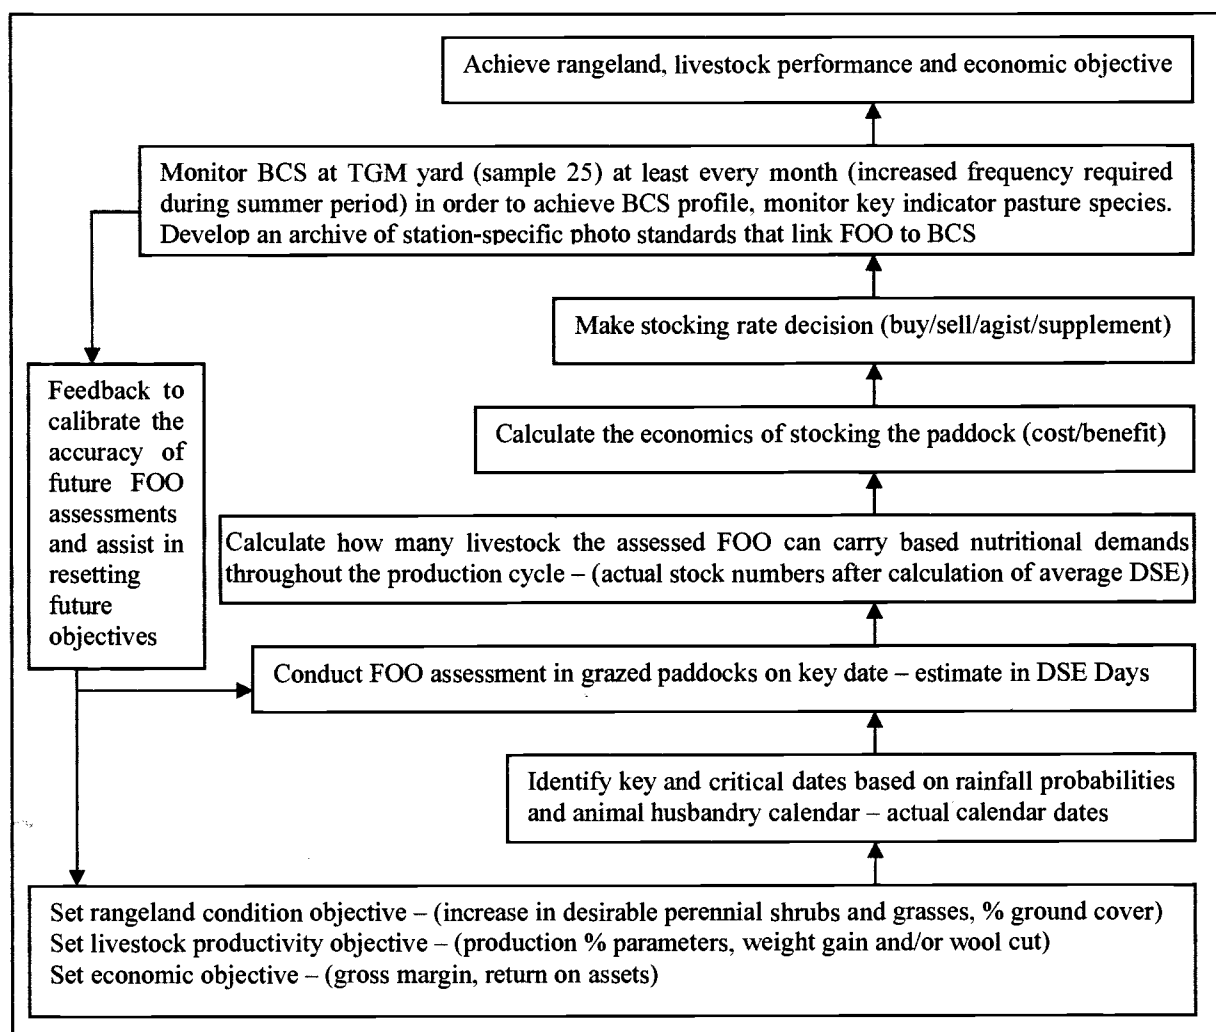 Achieve rangeland, livestock performance and economic objective
Monitor BCS at TGM yard (sample 25) at least every month (increased frequency required
during summer period) in order to achieve BCS profile, monitor key indicator pasture species.
Develop an archive of station-specific photo standards that link FOO to BCS
Make stocking rate decision (buy/sell/agist/supplement)
Feedback to
calibrate the
accuracy of
future FOO
assessments
and assist in
resetting
future
objectives
Calculate the economics of stocking the paddock (cost/benefit)
Calculate how many livestock the assessed FOO can carry based nutritional demands
throughout the production cycle – (actual stock numbers after calculation of average DSE)
Conduct FOO assessment in grazed paddocks on key date – estimate in DSE Days
Identify key and critical dates based on rainfall probabilities
and animal husbandry calendar – actual calendar dates
Set rangeland condition objective – (increase in desirable perennial shrubs and grasses, % ground cover)
Set livestock productivity objective – (production % parameters, weight gain and/or wool cut)
Set economic objective – (gross margin, return on assets)